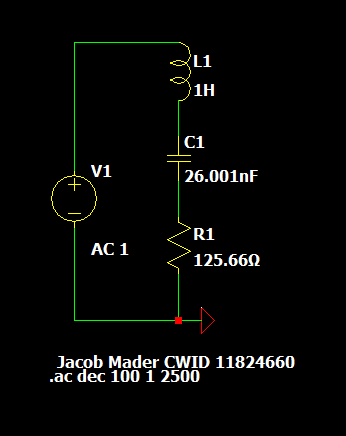 L1
1H
C1
26.001nF
V1
AC 1
R1
125.66Ω
Jacob Mader CWID 11824660
.ac dec 100 1 2500